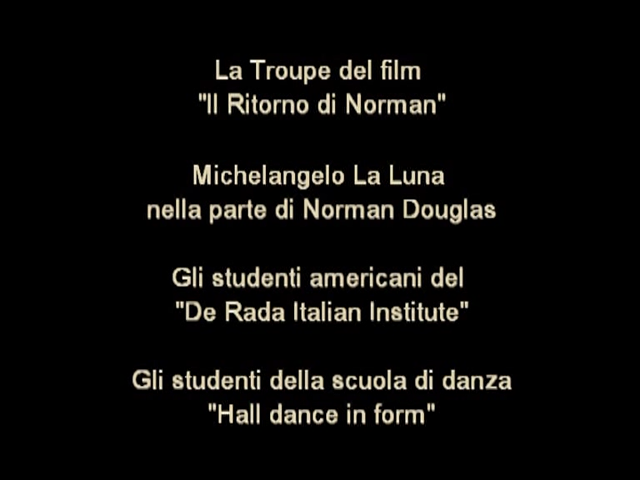 La Troupe del film
"Il Ritorno di Norman"
Michelangelo La Luna
nella parte di Norman Douglas
Gli studenti americani del
"De Rada Italian Institute"
Gli studenti della scuola di danza
"Hall dance in form"